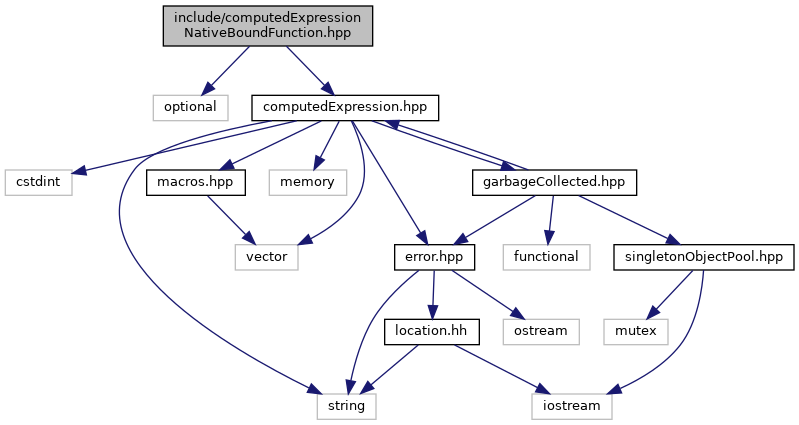 include/computedExpression
NativeBoundFunction.hpp
optional
computedExpression.hpp
cstdint
macros.hpp
memory
garbageCollected.hpp
vector
error.hpp
functional
singletonObjectPool.hpp
location.hh
ostream
mutex
string
iostream